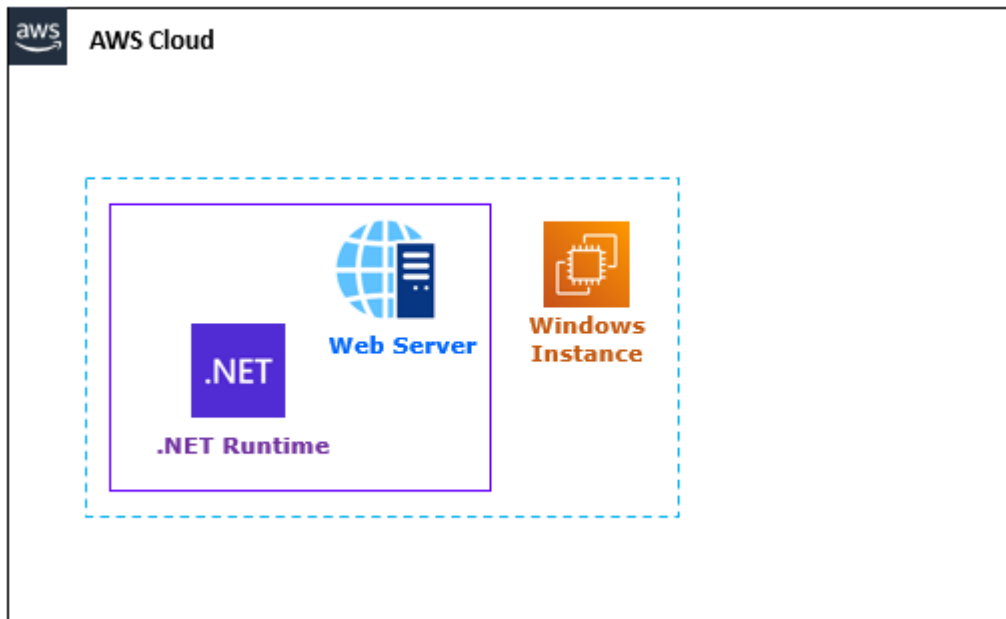 aws
AWS Cloud
Web Server
Windows
Instance
.NET
.NET Runtime